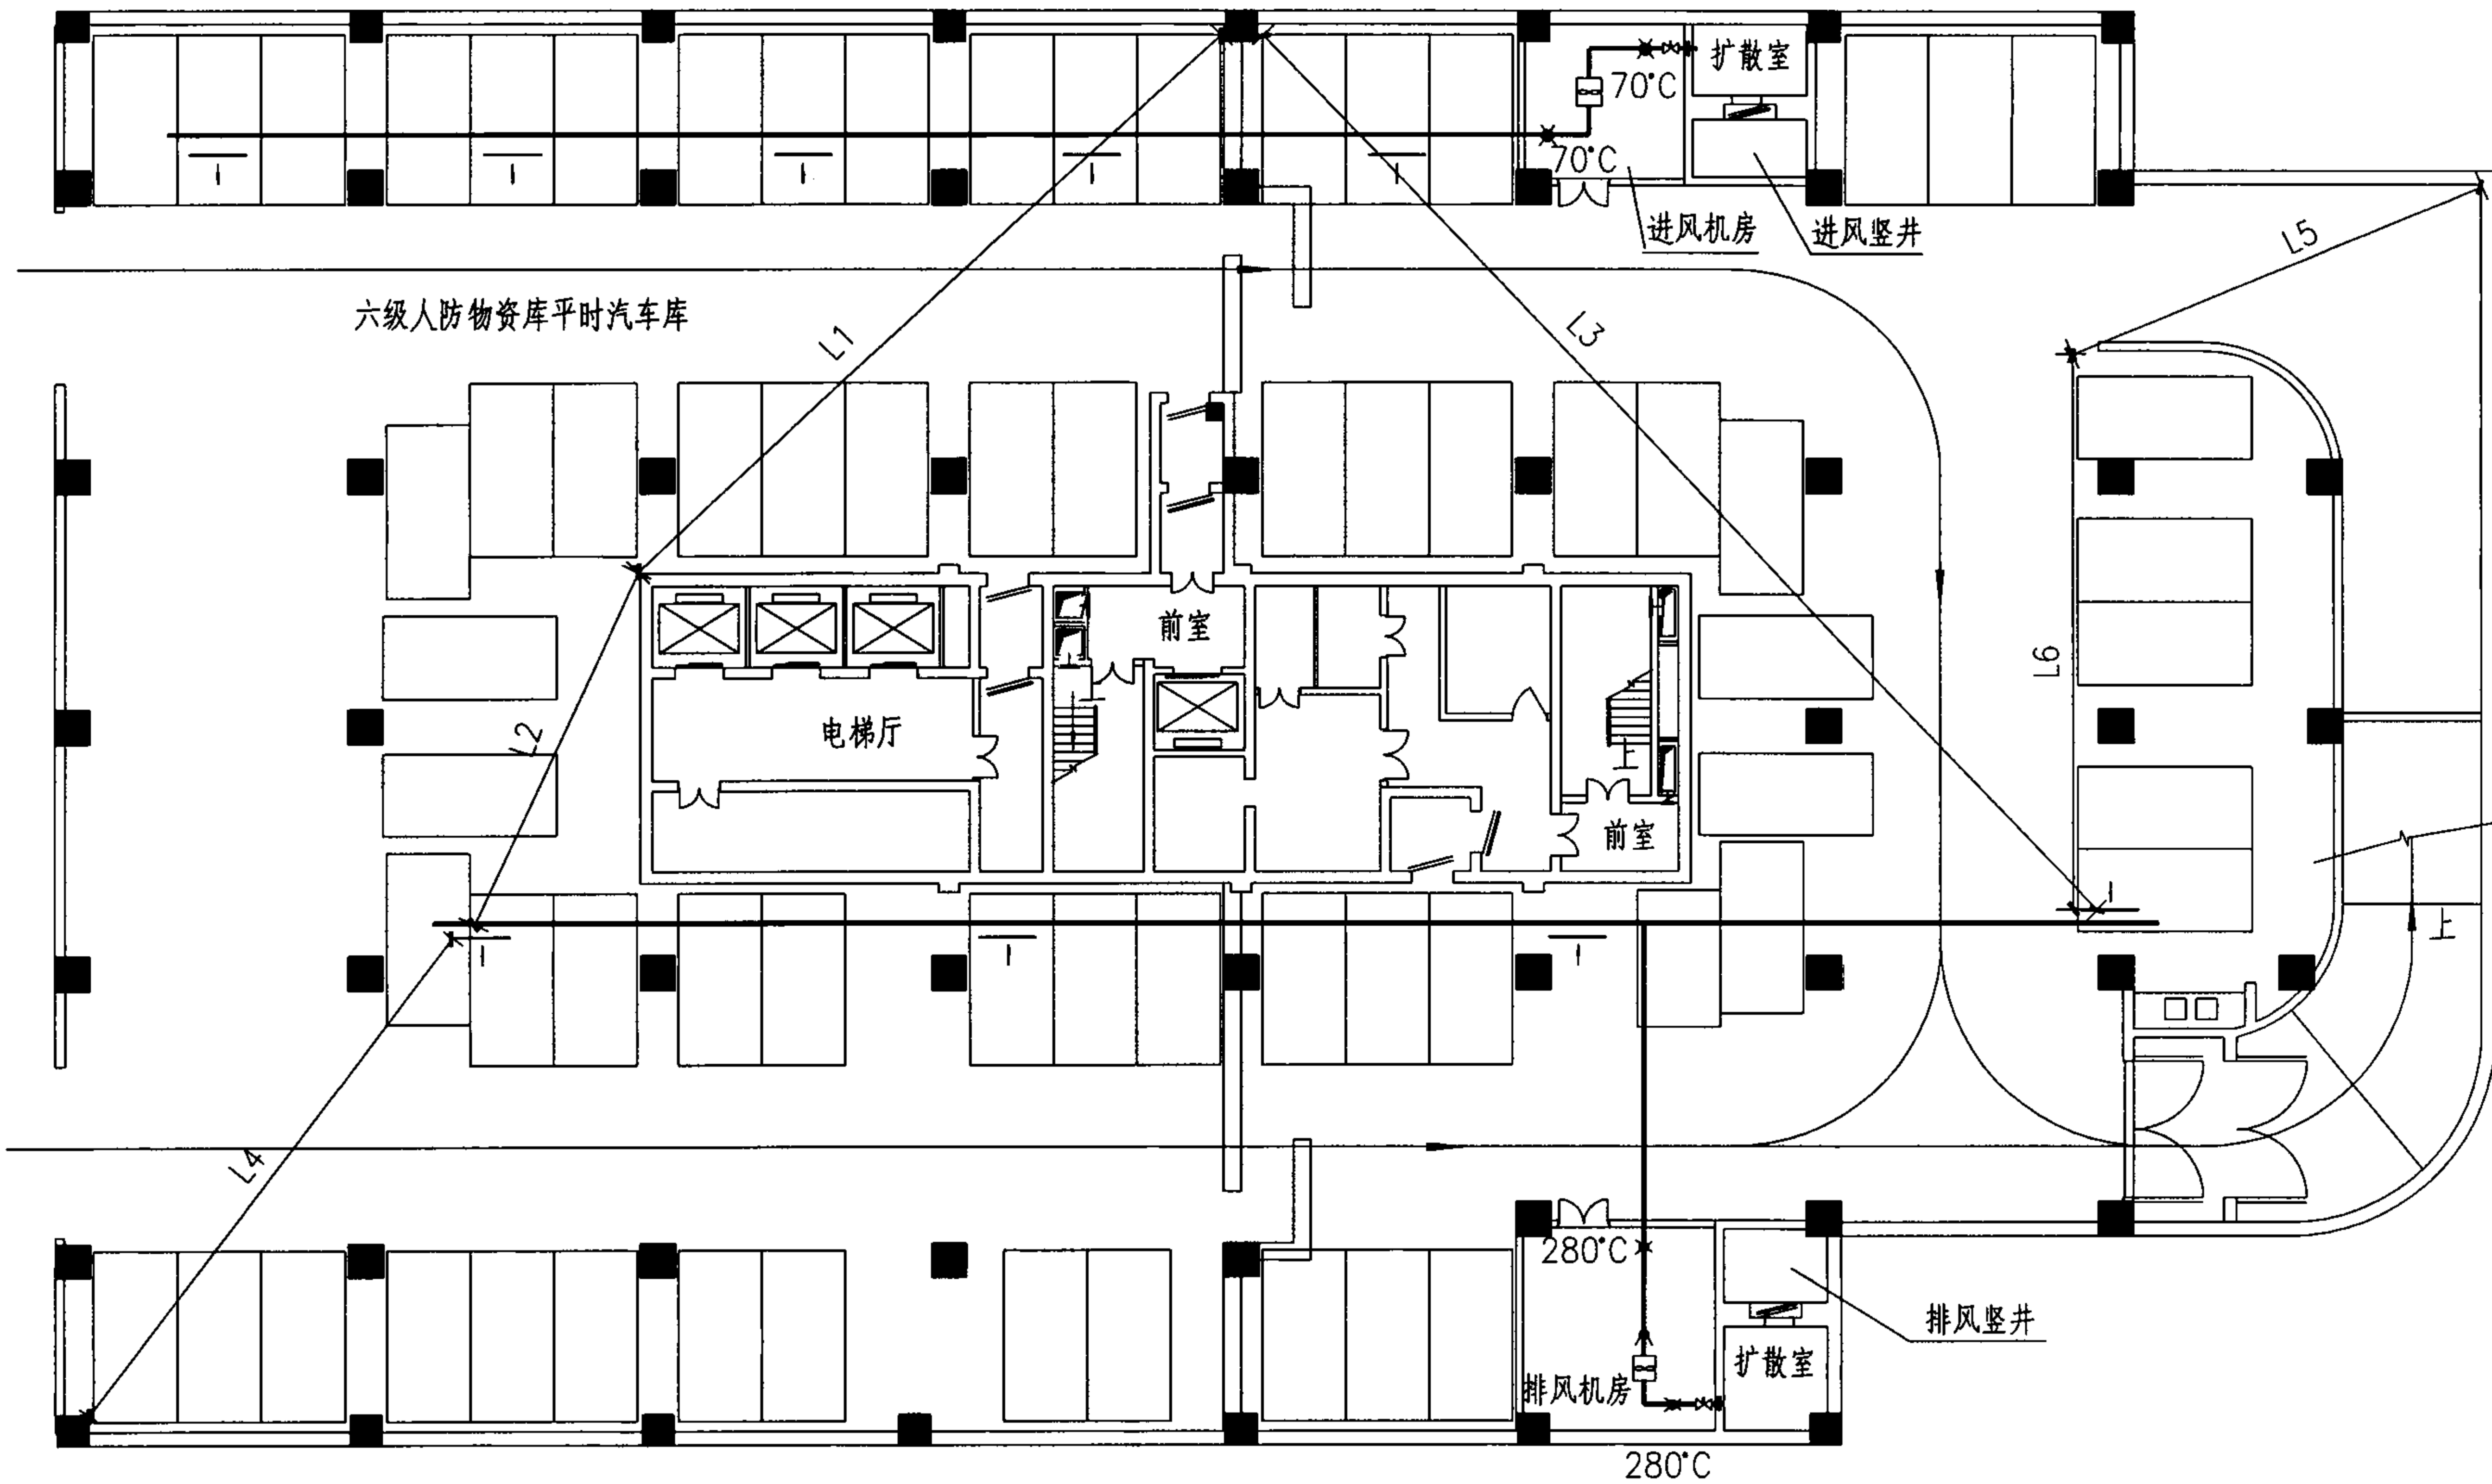 扩散室
70°C
70°C
进风机房
进风竖井
L5
六级人防物资库平时汽车库
L1
L3
前室
L6
L2
电梯厅
上
前室
上
L4
280°C
排风竖井
扩散室
排风机房
280°C